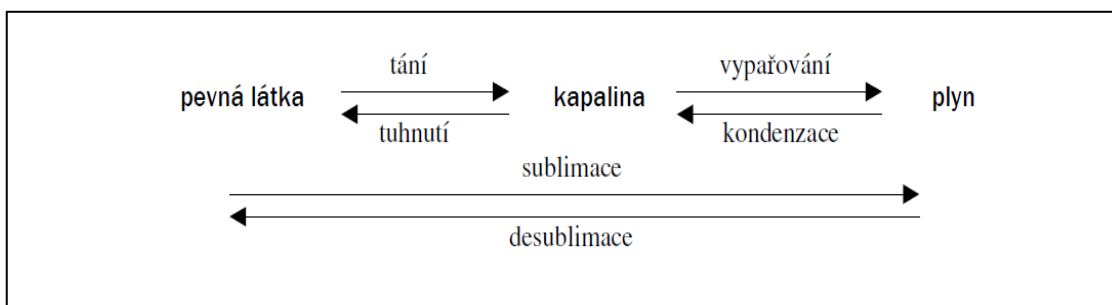 tání vypařování
pevná látka kapalina plyn
tuhnutí kondenzace
sublimace
desublimace